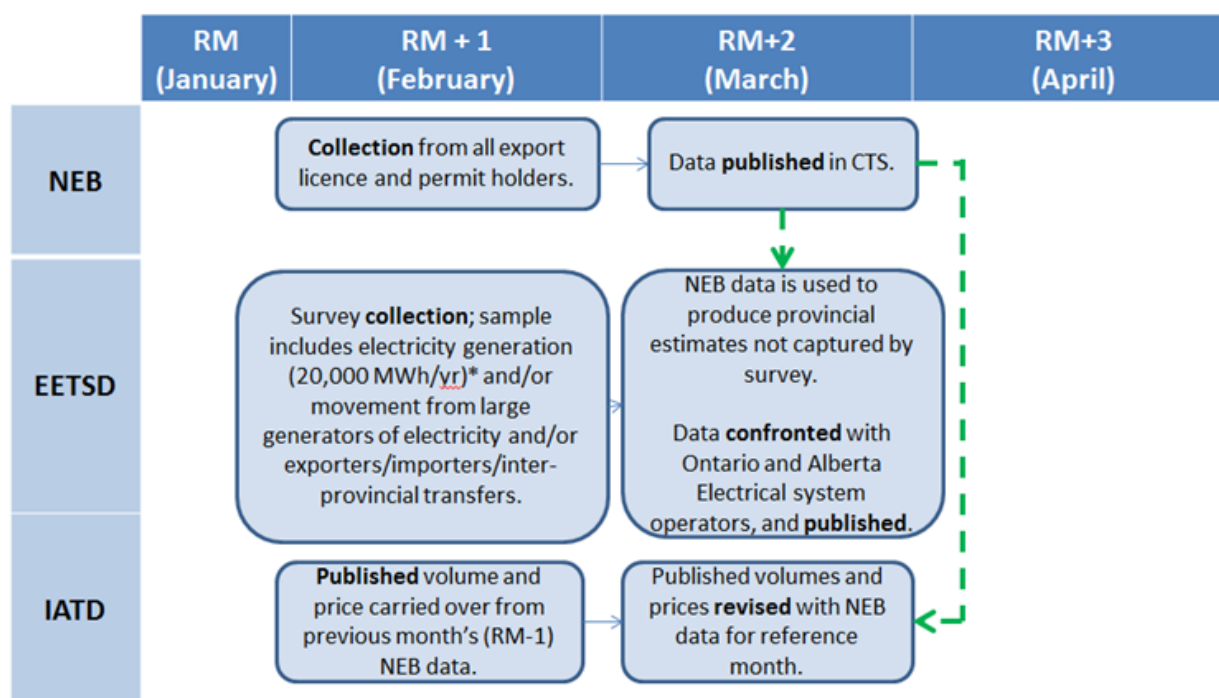 RM
(January)
RM + 1
(February)
RM+2
(March)
RM+3
(April)
NEB
Collection from all export
licence and permit holders.
Data published in CTS.
EETSD
Survey collection; sample
includes electricity generation
(20,000 MWh/yr)* and/or
movement from large
generators of electricity and/or
exporters/importers/inter-
provincial transfers.
NEB data is used to
produce provincial
estimates not captured by
survey.
Data confronted with
Ontario and Alberta
Electrical system
operators, and published.
IATD
Published volume and
price carried over from
previous month's (RM-1)
NEB data.
Published volumes and
prices revised with NEB
data for reference
month.